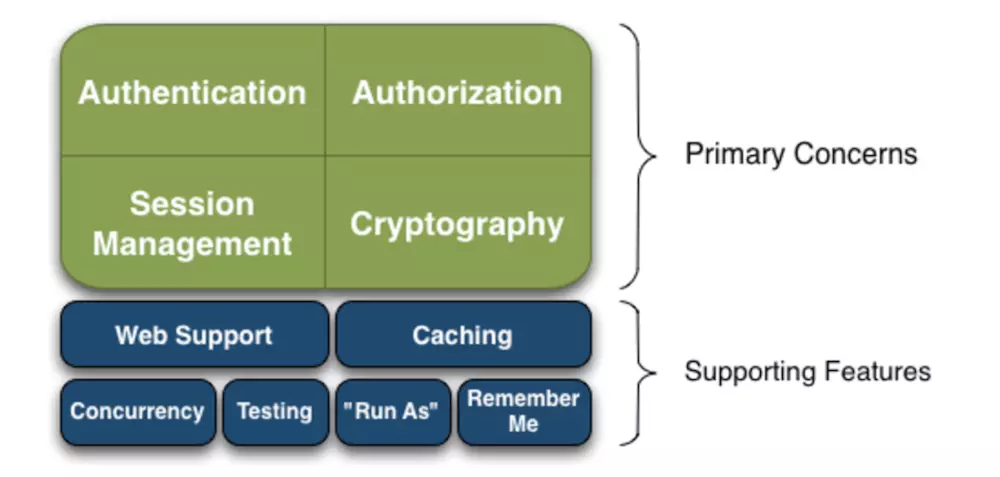 Authentication
Authorization
Session
Management
Cryptography
Primary Concerns
Web Support
Caching
Concurrency
Testing
"Run As"
Remember
Me
Supporting Features